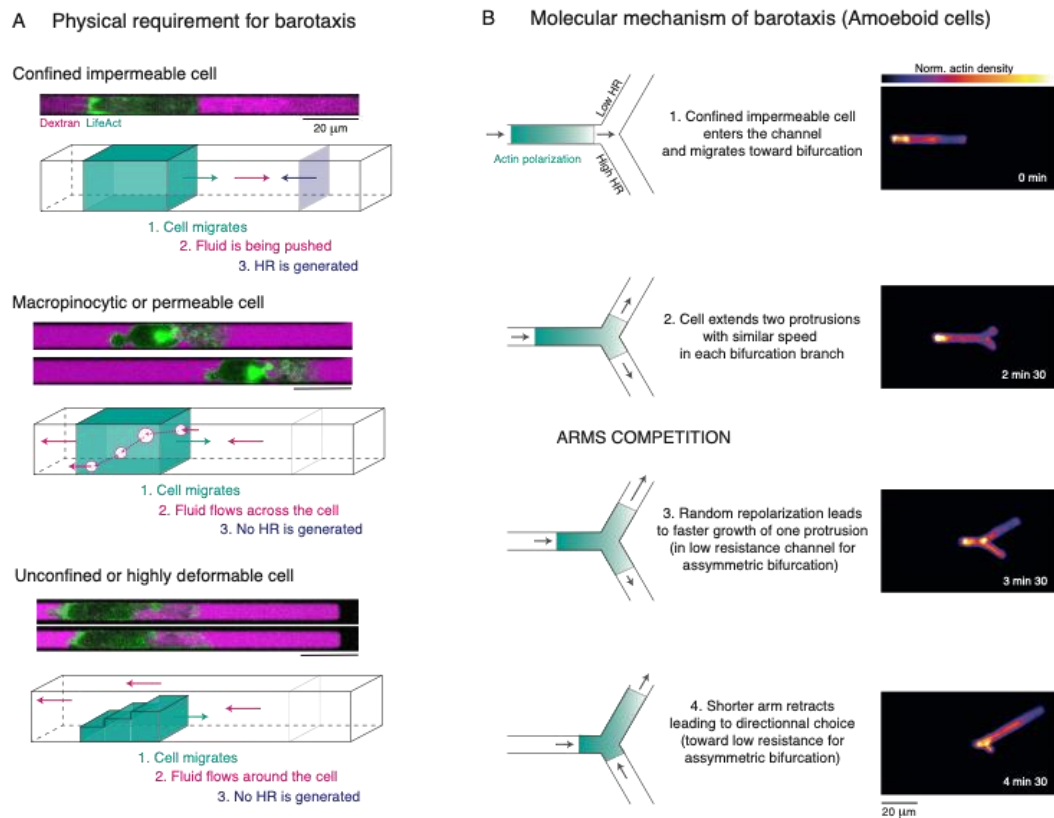 A Physical requirement for barotaxis
Confined impermeable cell
Dextran LifeAct
20 μm
1. Cell migrates
2. Fluid is being pushed
3. HR is generated
Macropinocytic or permeable cell
1. Cell migrates
2. Fluid flows across the cell
3. No HR is generated
Unconfined or highly deformable cell
1. Cell migrates
2. Fluid flows around the cell
3. No HR is generated
B Molecular mechanism of barotaxis (Amoeboid cells)
Low HR
High HR
Actin polarization
1. Confined impermeable cell
enters the channel
and migrates toward bifurcation
Norm. actin density
0 min
2. Cell extends two protrusions
with similar speed
in each bifurcation branch
2 min 30
ARMS COMPETITION
3. Random repolarization leads
to faster growth of one protrusion
(in low resistance channel for
assymmetric bifurcation)
3 min 30
4. Shorter arm retracts
leading to directionnal choice
(toward low resistance for
assymmetric bifurcation)
4 min 30
20 μm